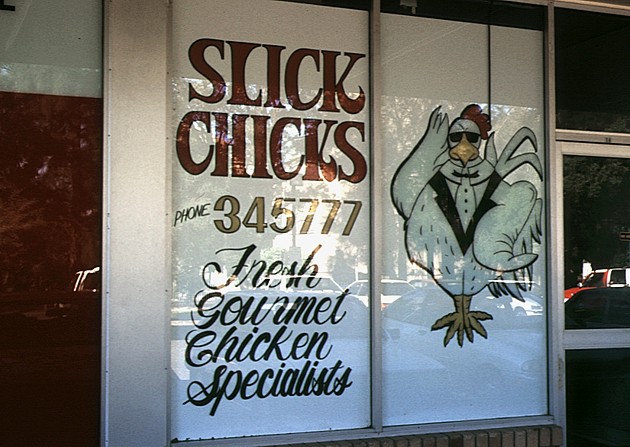 SLICK
CHICKS
PHONE 345777
Fresh
Gourmet
Chicken
Specialists